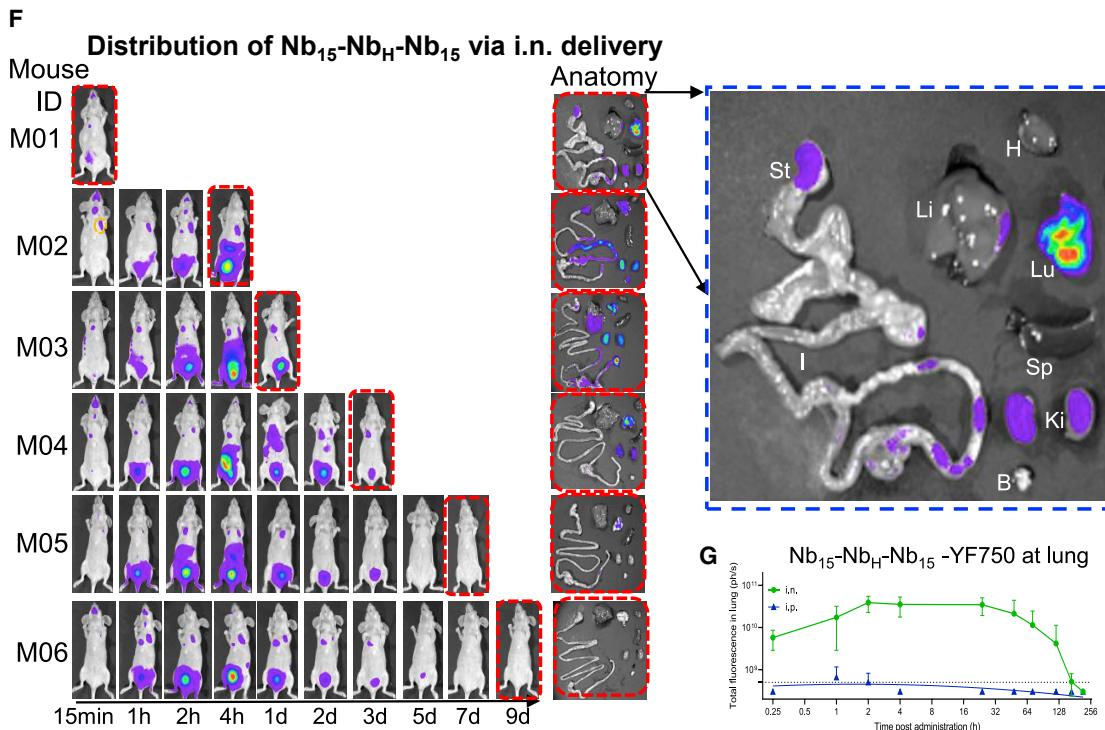 F
Distribution of Nb15-NbH-Nb15 via i.n. delivery
Mouse
ID
Anatomy
M01
M02
M03
M04
M05
M06
15min 1h 2h 4h 1d 2d 3d 5d 7d 9d
H
St
Li
Lu
I
Sp
Ki
B
G
Nb15-NbH-Nb15 -YF750 at lung
Total fluorescence in lung (ph/s)
10^11
10^10
10^9
i.n.
i.p.
0.25 0.5 1 2 4 8 16 32 64 128 256
Time post administration (h)